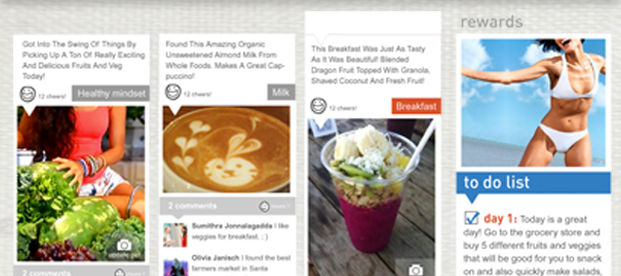 rewards
Got Into The Swing Of Things By
Picking Up A Ton Of Really Exciting
And Delicious Fruits And Veg
Today!
12 cheers!
Healthy mindset
update pic
2 comments
Found This Amazing Organic
Unsweetened Almond Milk From
Whole Foods. Makes A Great Cap-
puccino!
12 cheers!
Milk
2 comments
Sumithra Jonnalagadda I like
veggies for breakfast. ; )
Olivia Janisch I found the best
farmers market in Santa
This Breakfast Was Just As Tasty
As It Was Beautiful! Blended
Dragon Fruit Topped With Granola,
Shaved Coconut And Fresh Fruit!
12 cheers!
Breakfast
to do list
day 1: Today is a great
day! Go to the grocery store and
buy 5 different fruits and veggies
that will be good for you to snack
on and also quickly make salads,